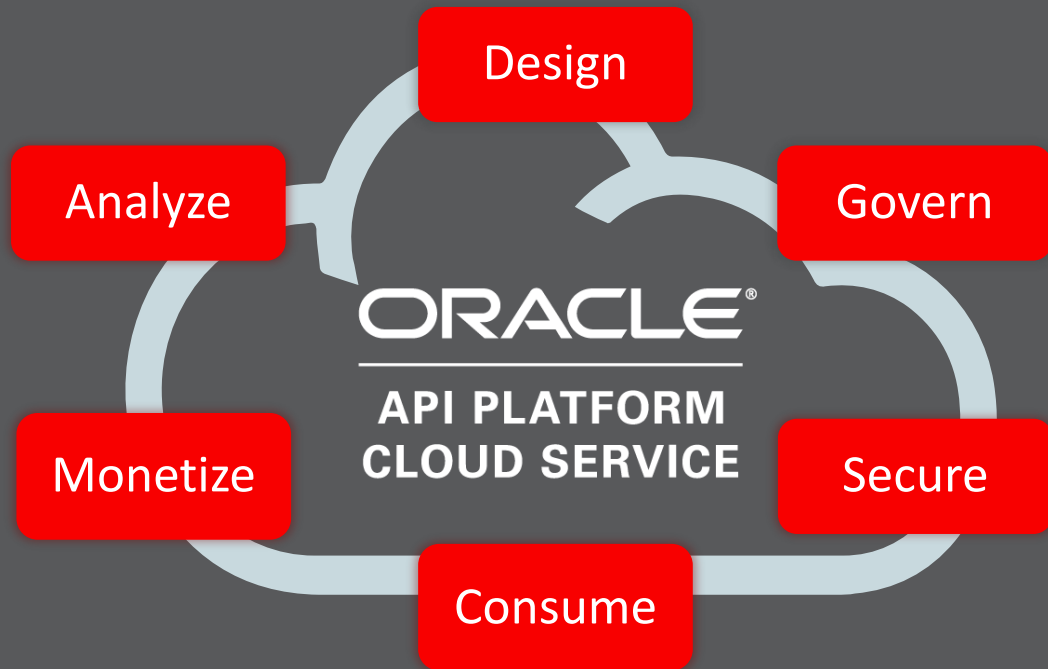 Design
Analyze
Govern
ORACLE®
API PLATFORM
CLOUD SERVICE
Monetize
Secure
Consume